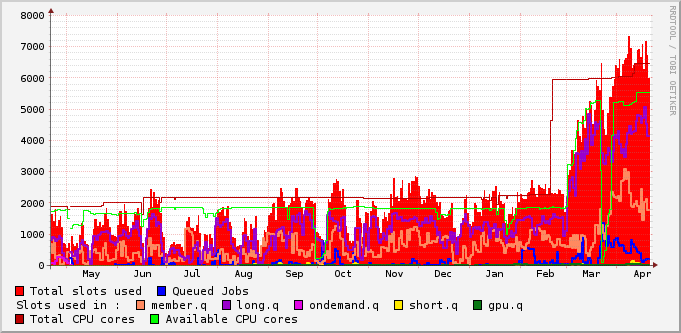 8000
7000
6000
5000
4000
3000
2000
1000
0
May Jun Jul Aug Sep Oct Nov Dec Jan Feb Mar Apr
RRDTOOL / TOBI OETIKER
Total slots used Queued Jobs
Slots used in : member.q long.q ondemand.q short.q gpu.q
Total CPU cores Available CPU cores